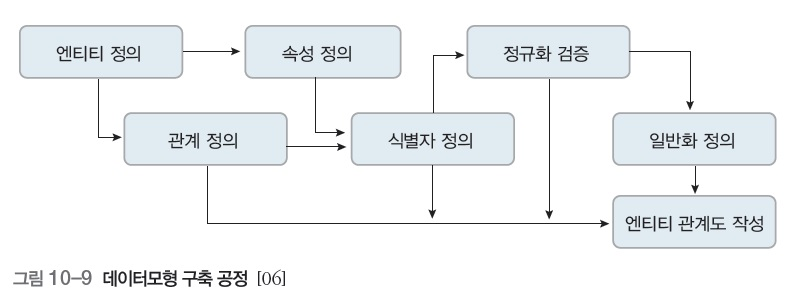 엔티티 정의
속성 정의
정규화 검증
관계 정의
식별자 정의
일반화 정의
엔티티 관계도 작성
그림 10-9 데이터모형 구축 공정 [06]